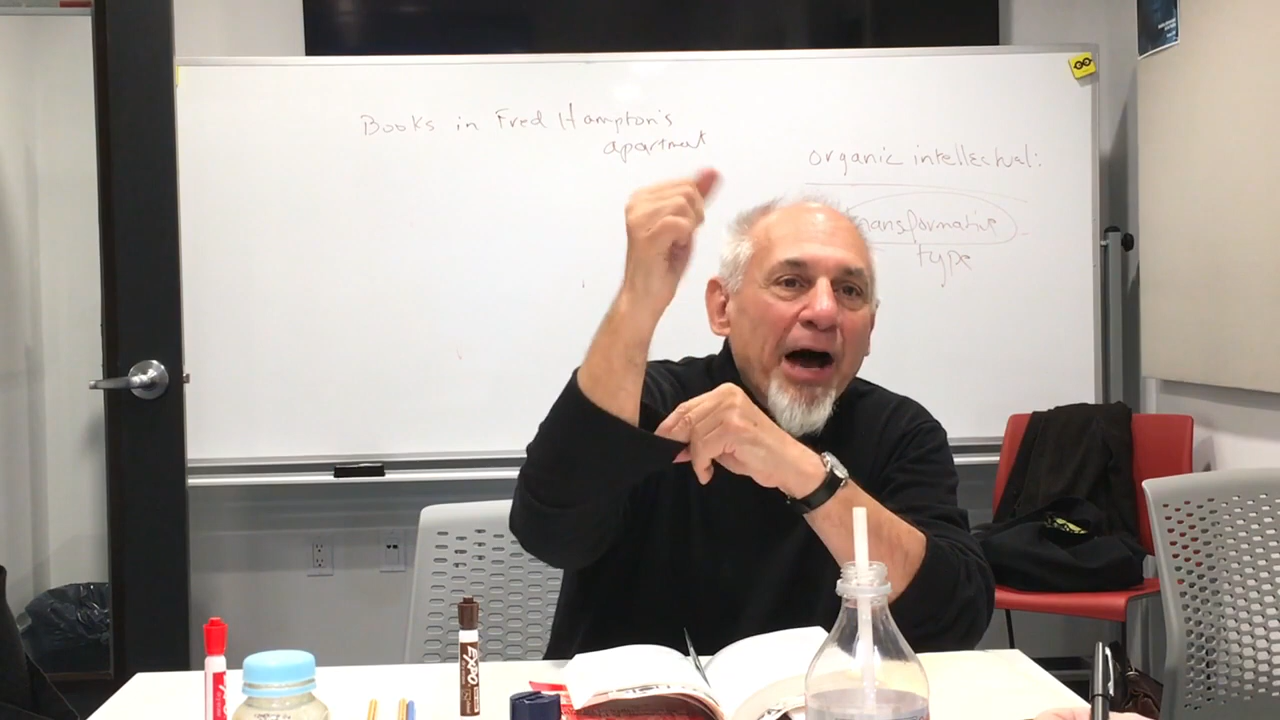 Books in Fred Hampton's
apartment
organic intellectual:
transformative
type
EXPO